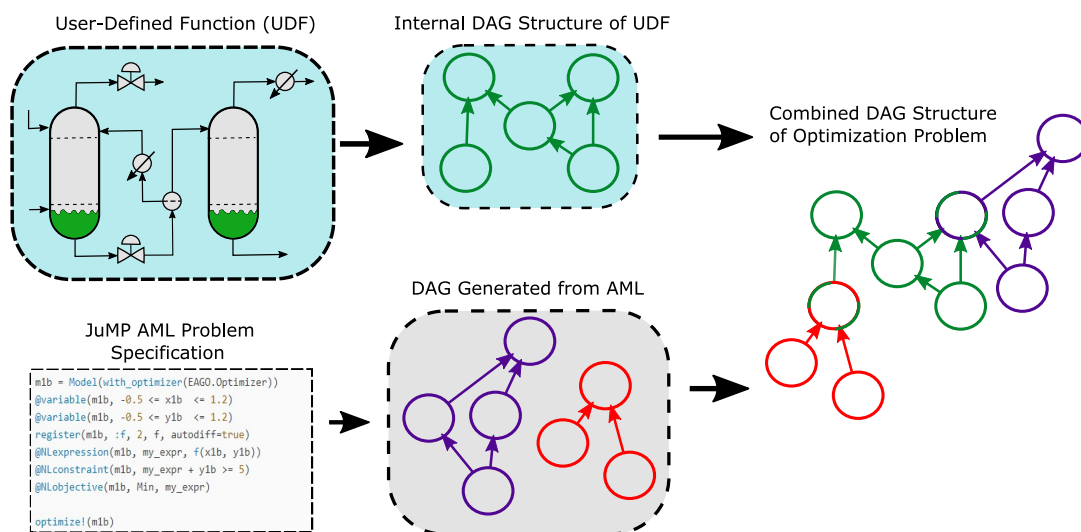 User-Defined Function (UDF)
Internal DAG Structure of UDF
Combined DAG Structure
of Optimization Problem
DAG Generated from AML
JuMP AML Problem
Specification
m1b = Model(with_optimizer(EAGO.Optimizer))
@variable(m1b, -0.5 <= x1b <= 1.2)
@variable(m1b, -0.5 <= y1b <= 1.2)
register(m1b, :f, 2, f, autodiff=true)
@NLexpression(m1b, my_expr, f(x1b, y1b))
@NLconstraint(m1b, my_expr + y1b >= 5)
@NLobjective(m1b, Min, my_expr)
optimize!(m1b)